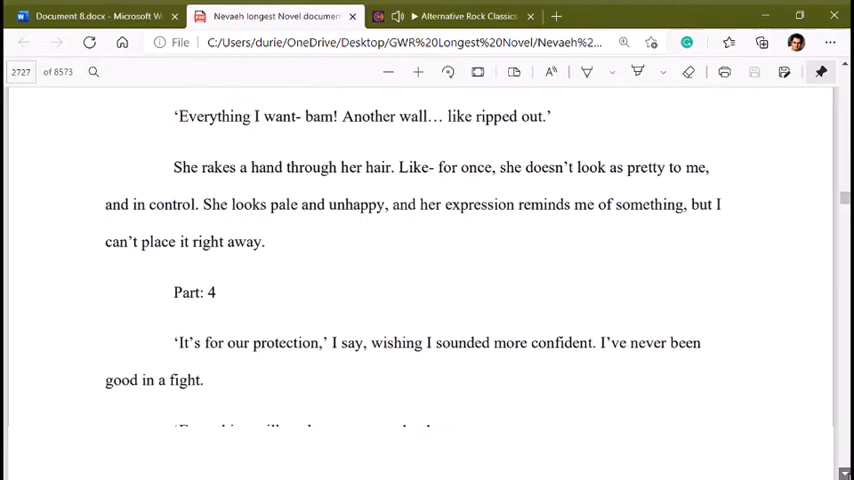 Document 8.docx - Microsoft W
Nevaeh longest Novel documen
Alternative Rock Classics
File
C:/Users/durie/OneDrive/Desktop/GWR%20Longest%20Novel/Nevaeh%2...
2727 of 8573
‘Everything I want- bam! Another wall… like ripped out.’
She rakes a hand through her hair. Like- for once, she doesn’t look as pretty to me,
and in control. She looks pale and unhappy, and her expression reminds me of something, but I
can’t place it right away.
Part: 4
‘It’s for our protection,’ I say, wishing I sounded more confident. I’ve never been
good in a fight.